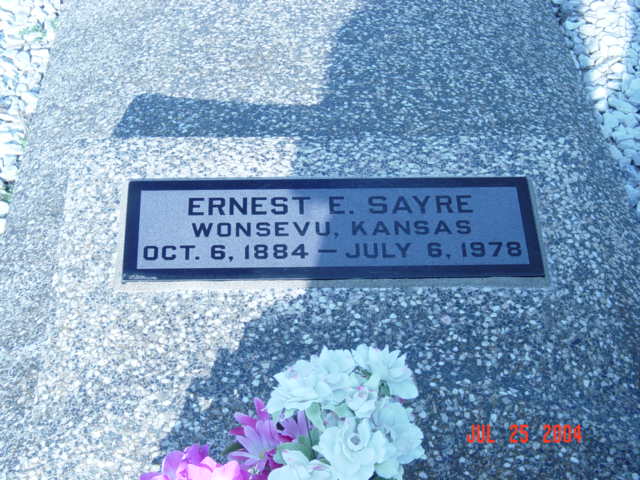 ERNEST E. SAYRE
WONSEVU, KANSAS
OCT. 6, 1884 — JULY 6, 1978
JUL 25 2004